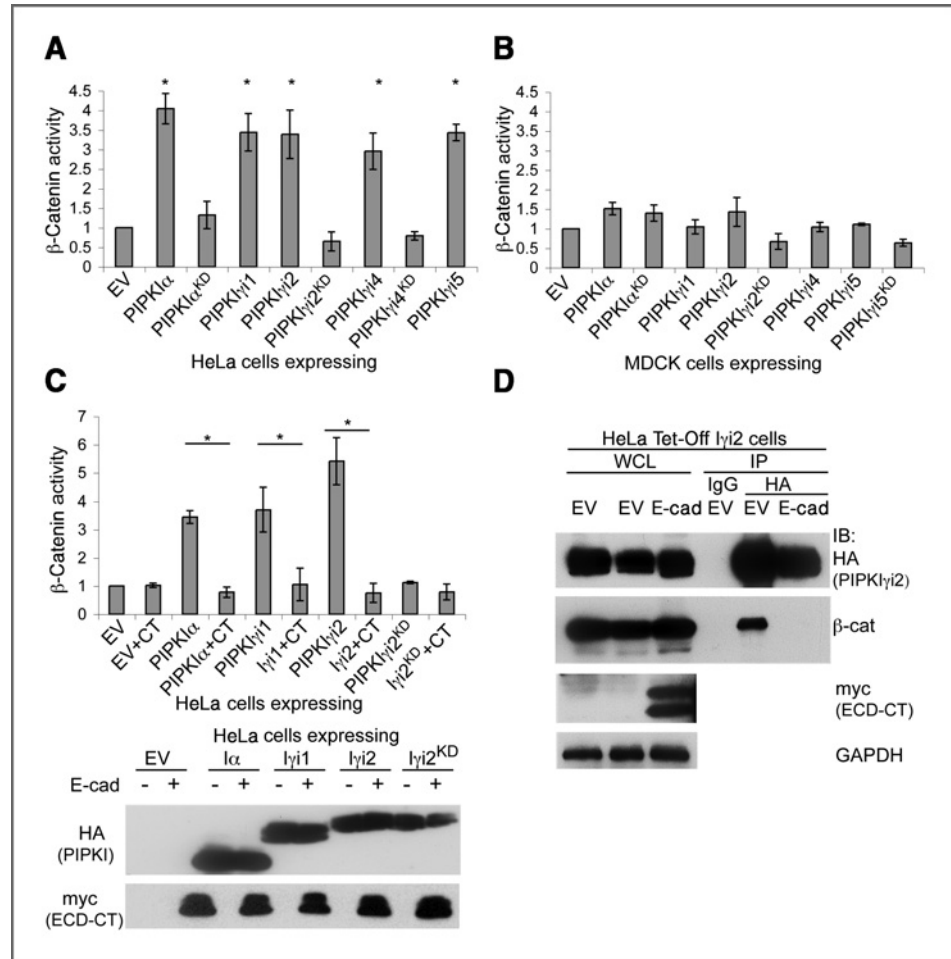 A
β-Catenin activity
4.5
4
3.5
3
2.5
2
1.5
1
0.5
0
* * * * *
EV
PIPKIα
PIPKIα^KD
PIPKIγi1
PIPKIγi2
PIPKIγi2^KD
PIPKIγi4
PIPKIγi4^KD
PIPKIγi5
HeLa cells expressing
B
β-Catenin activity
4.5
4
3.5
3
2.5
2
1.5
1
0.5
0
EV
PIPKIα
PIPKIα^KD
PIPKIγi1
PIPKIγi2
PIPKIγi2^KD
PIPKIγi4
PIPKIγi5
PIPKIγi5^KD
MDCK cells expressing
C
β-Catenin activity
7
6
5
4
3
2
1
0
* * *
EV
EV+CT
PIPKIα
PIPKIα+CT
PIPKIγi1
Iγi1+CT
PIPKIγi2
Iγi2+CT
PIPKIγi2^KD
Iγi2^KD+CT
HeLa cells expressing
HeLa cells expressing
EV Iα Iγi1 Iγi2 Iγi2^KD
E-cad - + - + - + - + - +
HA
(PIPKI)
myc
(ECD-CT)
D
HeLa Tet-Off Iγi2 cells
WCL IP
IgG HA
EV EV E-cad EV EV E-cad
IB:
HA
(PIPKIγi2)
β-cat
myc
(ECD-CT)
GAPDH